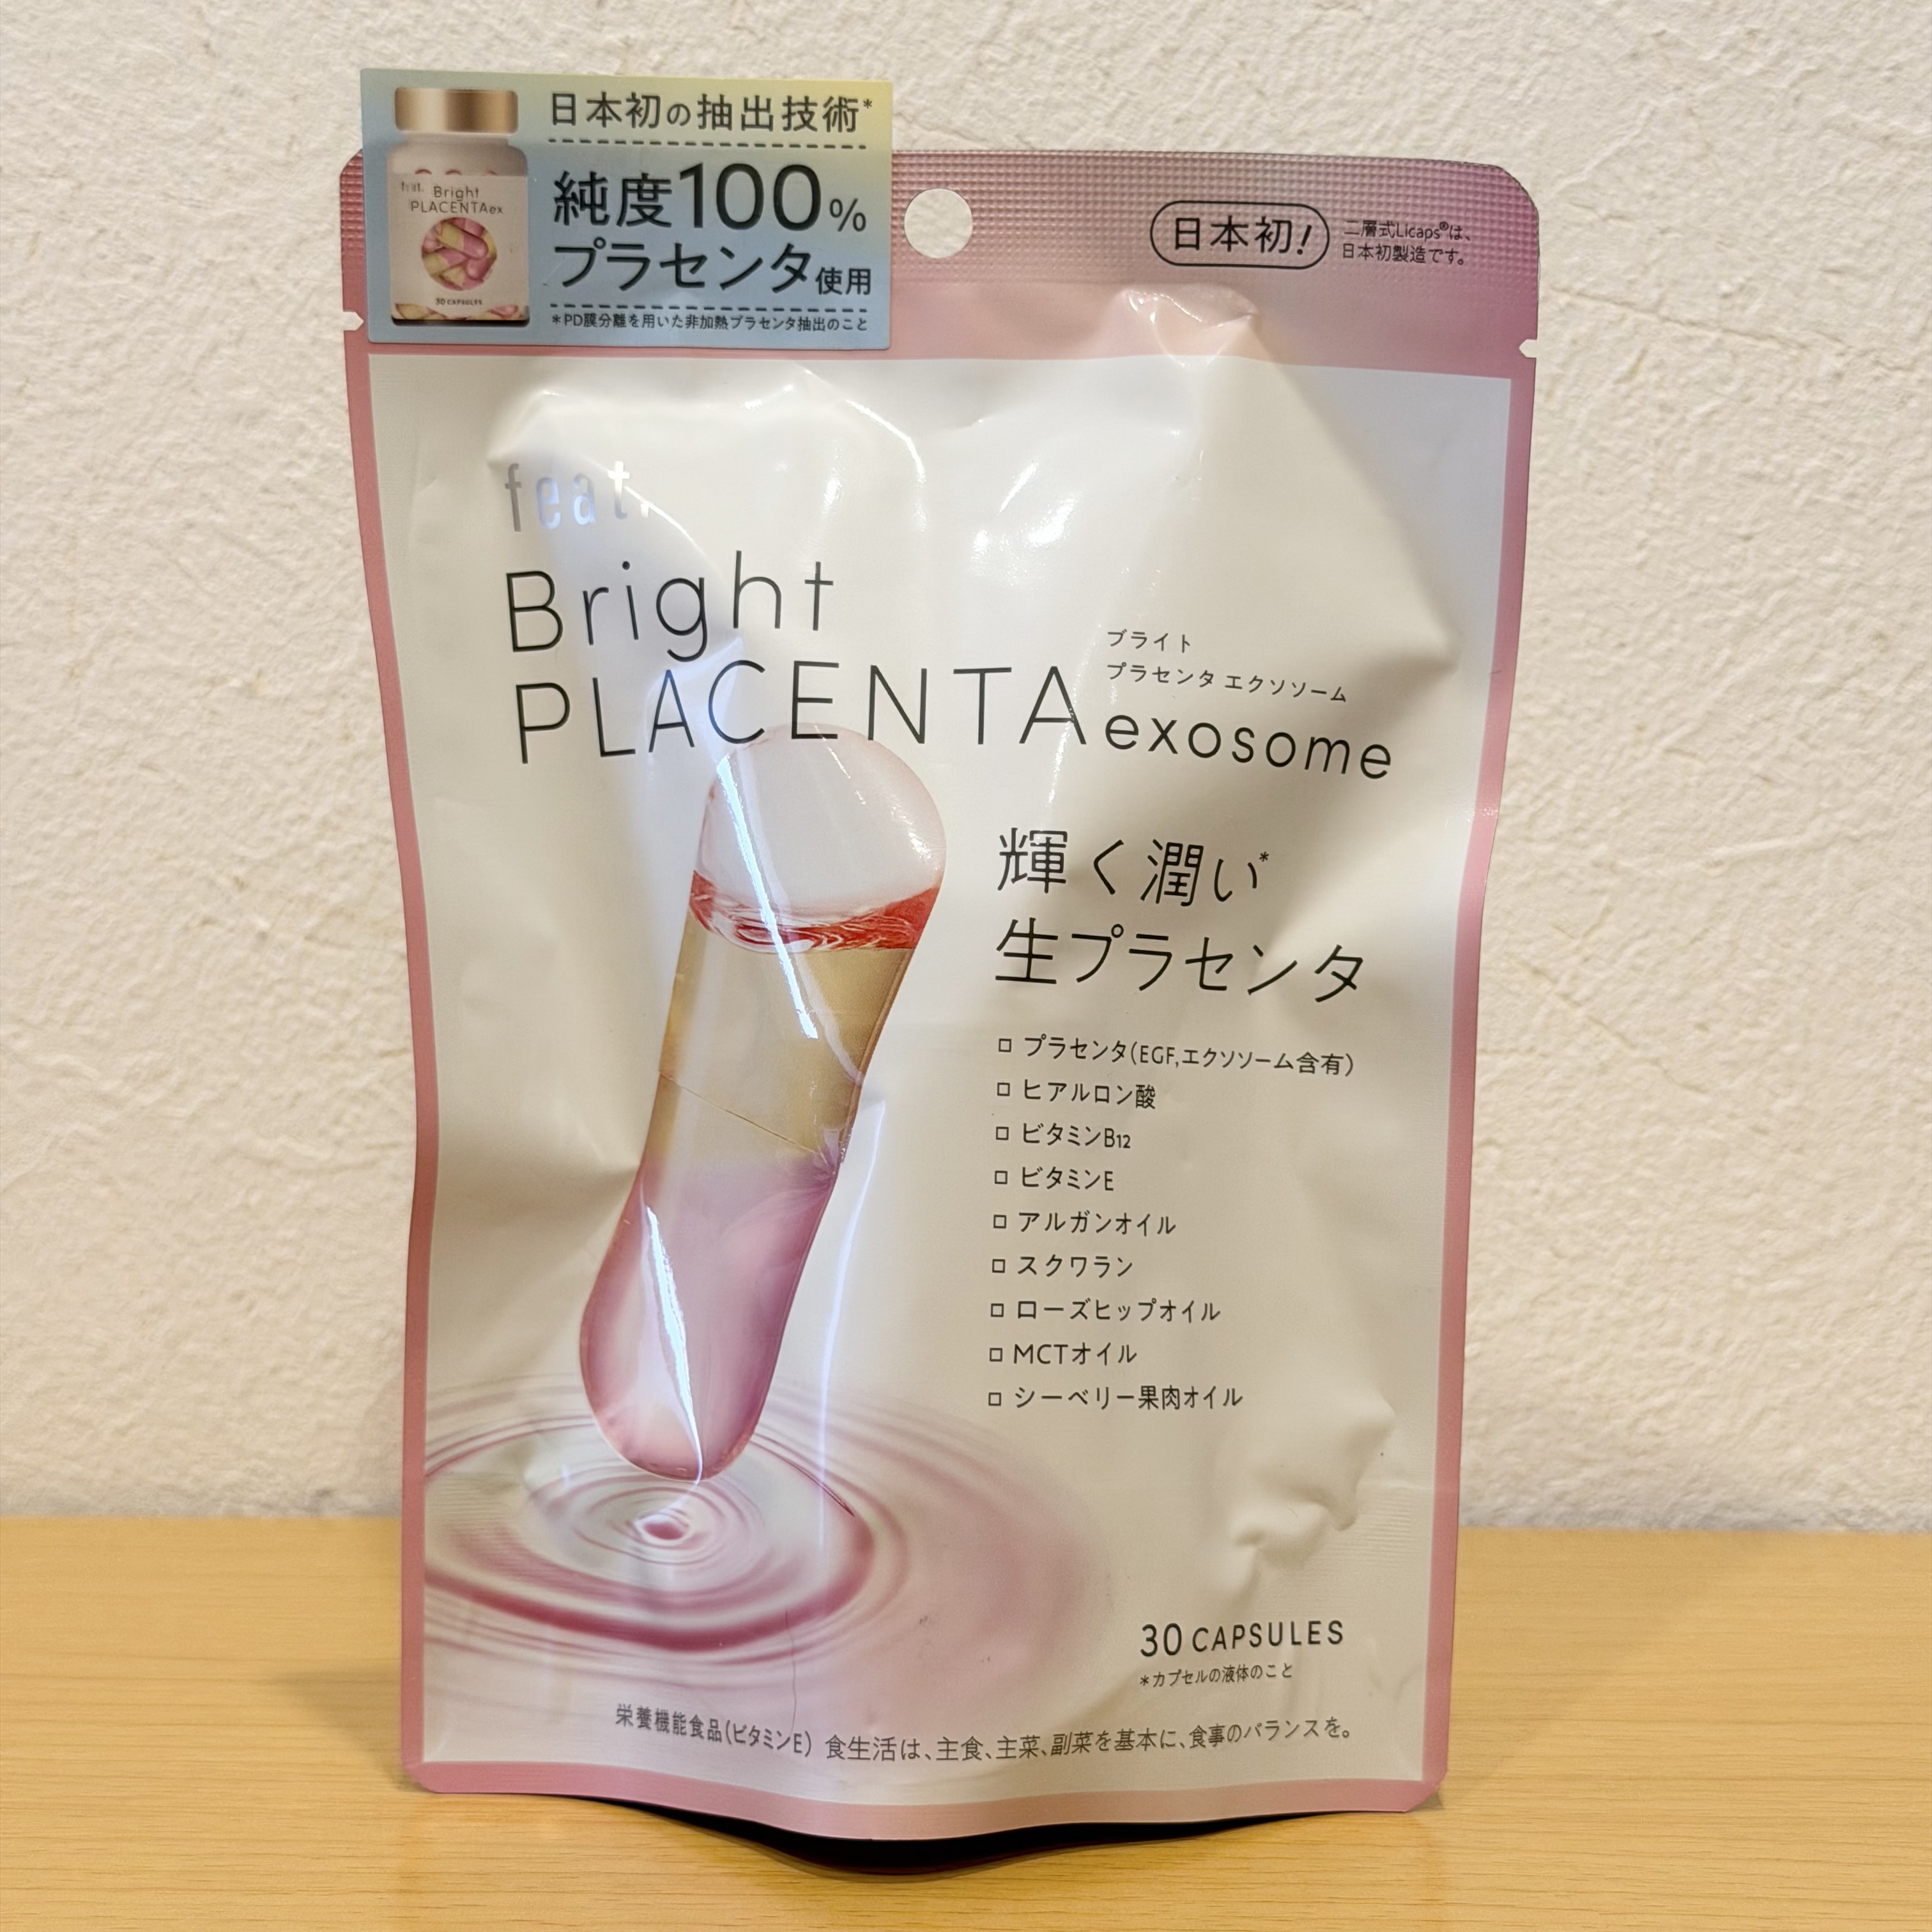 日本初の抽出技術*
純度100%
プラセンタ使用
*PD膜分離を用いた非加熱プラセンタ抽出のこと
feat. Bright
PLACENTAex
30 CAPSULES
日本初!
二層式Licaps®は、
日本初製造です。
feat.
Bright
PLACENTA exosome
ブライト
プラセンタ エクソソーム
輝く潤い*
生プラセンタ
□ プラセンタ(EGF,エクソソーム含有)
□ ヒアルロン酸
□ ビタミンB12
□ ビタミンE
□ アルガンオイル
□ スクワラン
□ ローズヒップオイル
□ MCTオイル
□ シーベリー果肉オイル
30 CAPSULES
*カプセルの液体のこと
栄養機能食品(ビタミンE) 食生活は、主食、主菜、副菜を基本に、食事のバランスを。